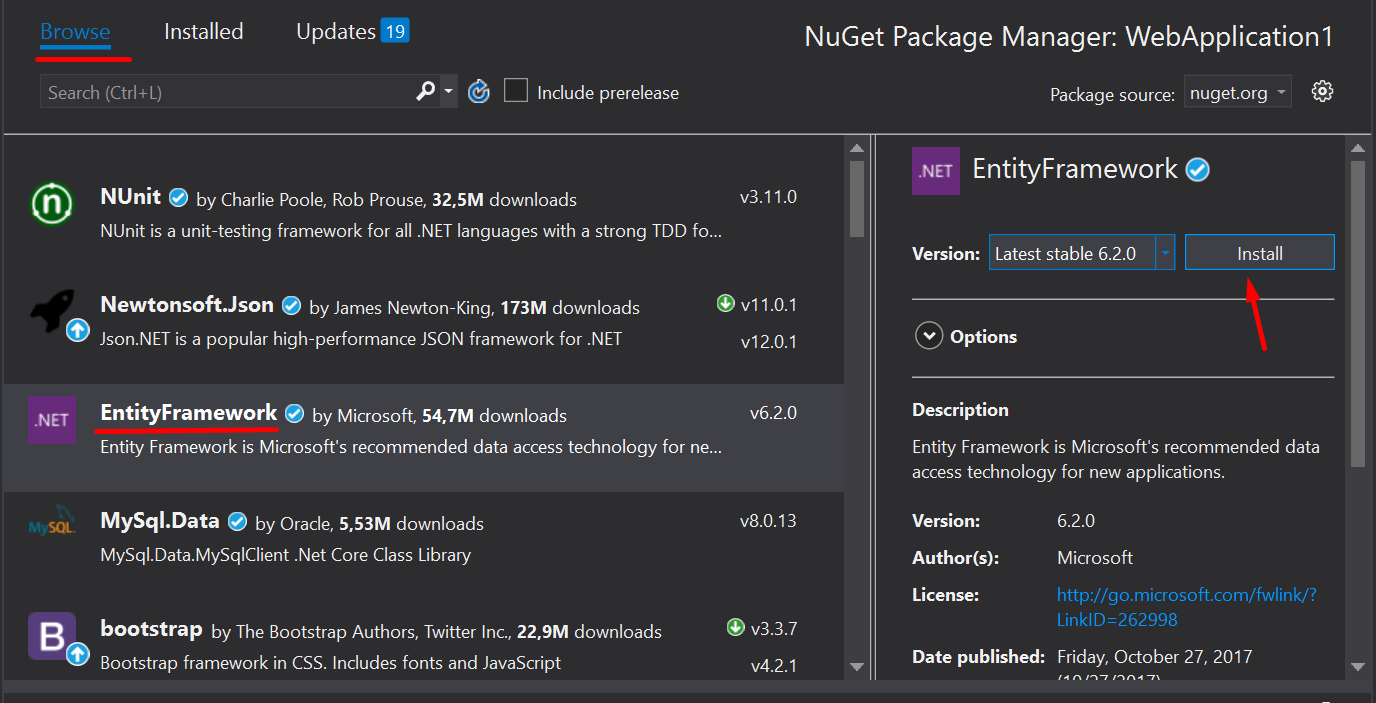 Browse Installed Updates 19
NuGet Package Manager: WebApplication1
Search (Ctrl+L) Include prerelease
Package source: nuget.org
n
NUnit by Charlie Poole, Rob Prouse, 32,5M downloads v3.11.0
NUnit is a unit-testing framework for all .NET languages with a strong TDD fo...
Newtonsoft.Json by James Newton-King, 173M downloads v11.0.1
Json.NET is a popular high-performance JSON framework for .NET v12.0.1
.NET
EntityFramework by Microsoft, 54,7M downloads v6.2.0
Entity Framework is Microsoft's recommended data access technology for ne...
MySQL
MySql.Data by Oracle, 5,53M downloads v8.0.13
MySql.Data.MySqlClient .Net Core Class Library
B
bootstrap by The Bootstrap Authors, Twitter Inc., 22,9M downloads v3.3.7
Bootstrap framework in CSS. Includes fonts and JavaScript v4.2.1
.NET EntityFramework
Version: Latest stable 6.2.0 Install
Options
Description
Entity Framework is Microsoft's recommended data
access technology for new applications.
Version: 6.2.0
Author(s): Microsoft
License: http://go.microsoft.com/fwlink/?
LinkID=262998
Date published: Friday, October 27, 2017
(10/27/2017)